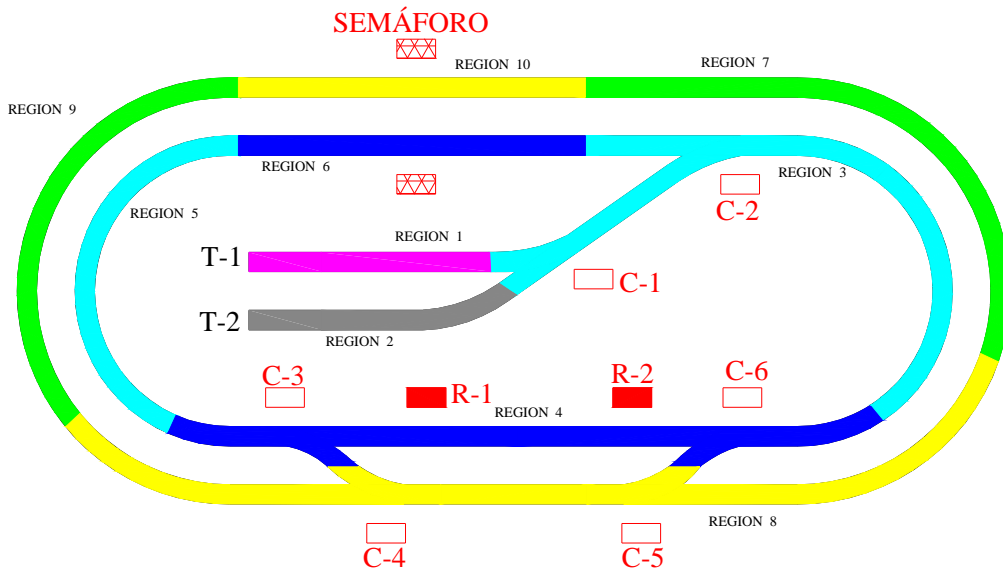 SEMÁFORO
REGION 10
REGION 7
REGION 9
REGION 6
REGION 3
C-2
REGION 5
REGION 1
T-1
C-1
T-2
REGION 2
C-3
R-1
R-2
C-6
REGION 4
REGION 8
C-4
C-5